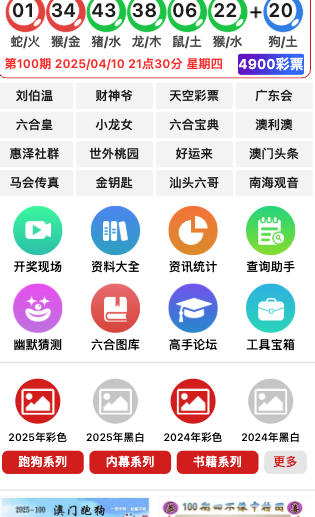 01 34 43 38 06 22 + 20
蛇/火 猴/金 猪/水 龙/木 鼠/土 猴/水 狗/土
第100期 2025/04/10 21点30分 星期四 4900彩票
刘伯温 财神爷 天空彩票 广东会
六合皇 小龙女 六合宝典 澳利澳
惠泽社群 世外桃园 好运来 澳门头条
马会传真 金钥匙 汕头六哥 南海观音
开奖现场 资料大全 资讯统计 查询助手
幽默猜测 六合图库 高手论坛 工具宝箱
2025年彩色 2025年黑白 2024年彩色 2024年黑白
跑狗系列 内幕系列 书籍系列 更多
2025-100 澳门跑狗 100期四不像中特图